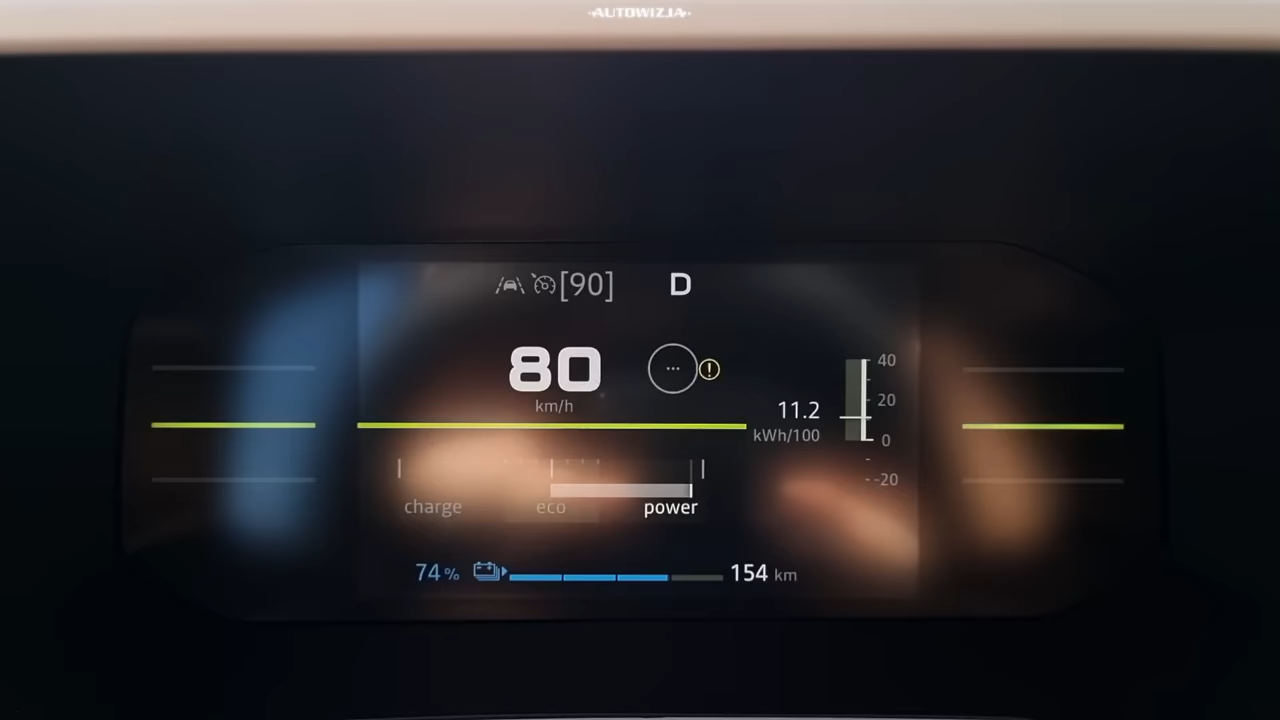 ·AUTOWIZJA·
[90] D
80
km/h
...
!
40
20
0
-20
11.2
kWh/100
charge eco power
74 % 154 km